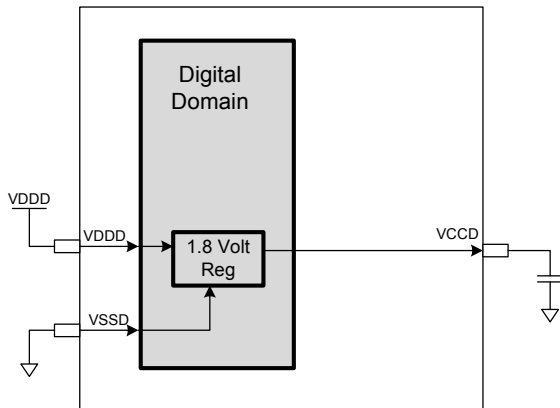 Digital
Domain
VDDD
VDDD
1.8 Volt
Reg
VCCD
VSSD